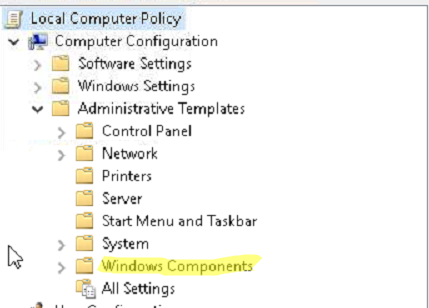 Local Computer Policy
Computer Configuration
Software Settings
Windows Settings
Administrative Templates
Control Panel
Network
Printers
Server
Start Menu and Taskbar
System
Windows Components
All Settings